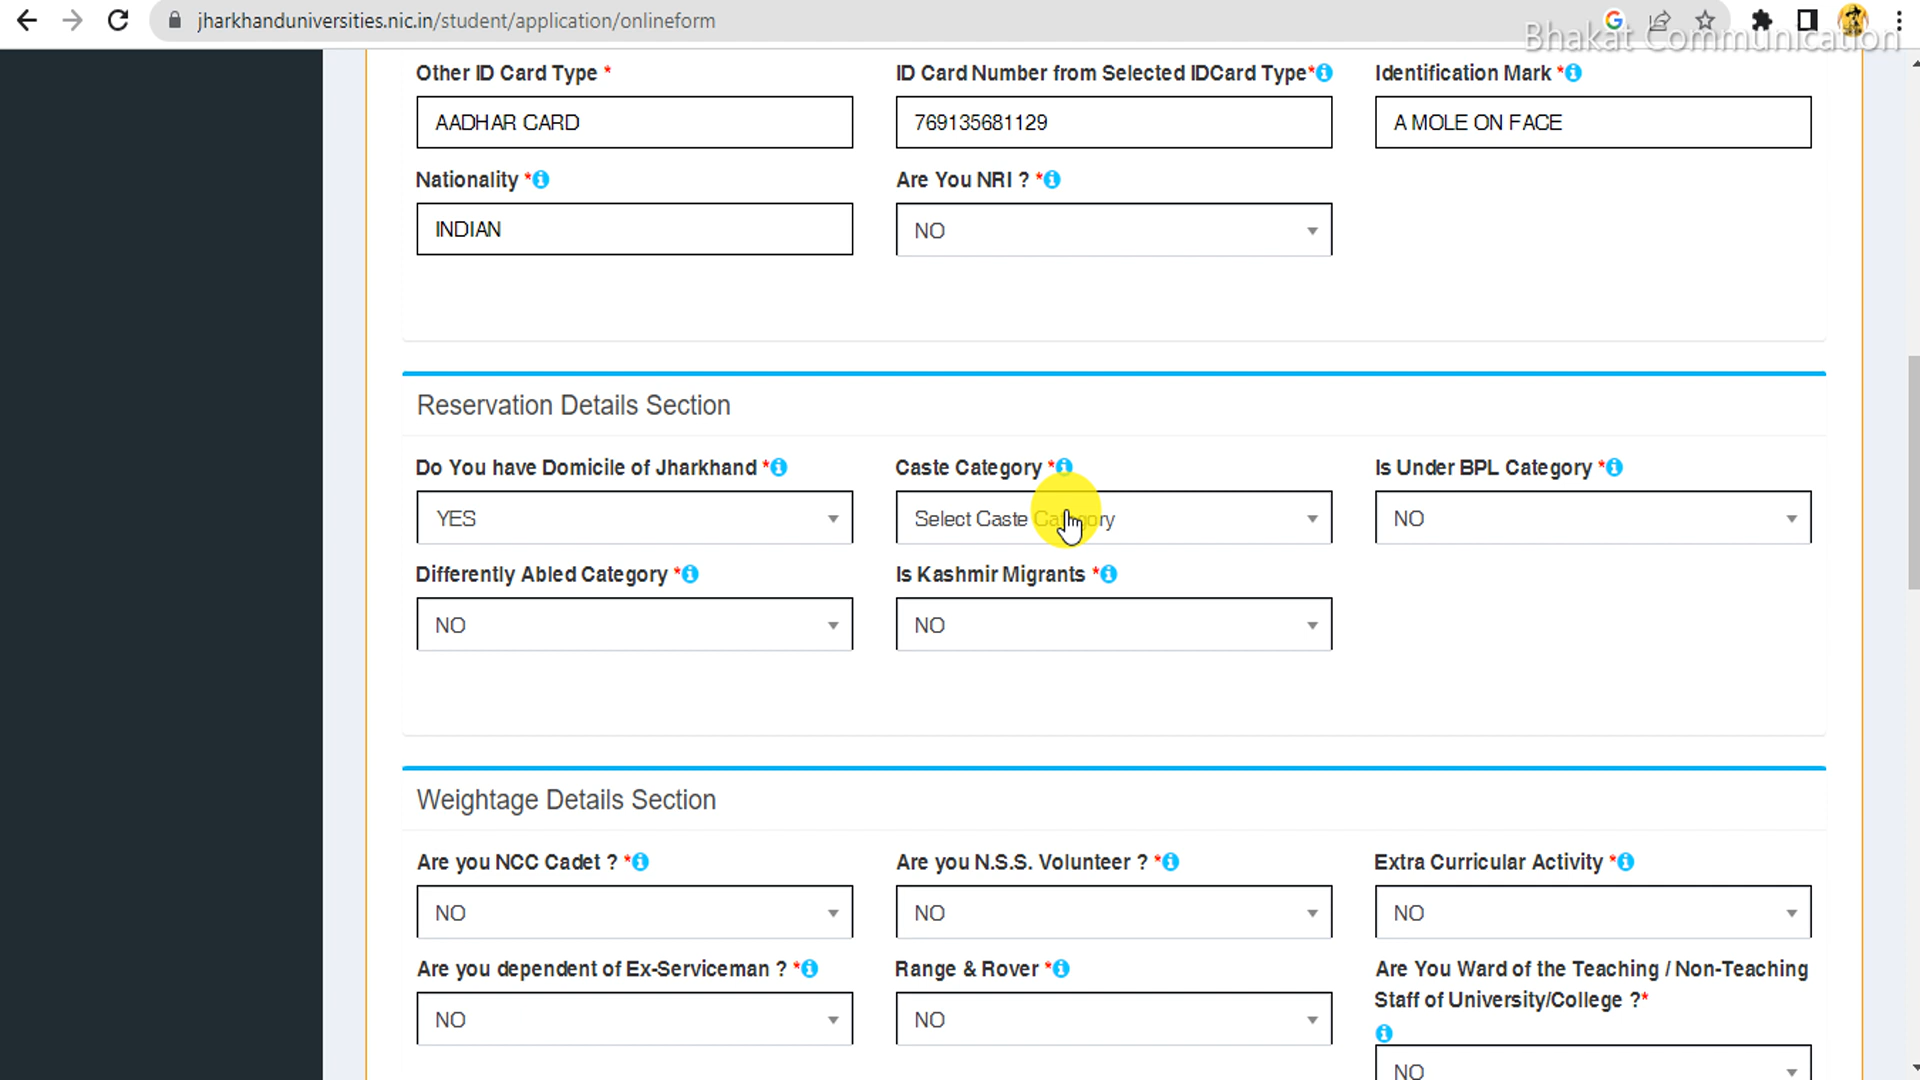 jharkhanduniversities.nic.in/student/application/onlineform
Bhakat Communication
Other ID Card Type *
ID Card Number from Selected IDCard Type*
Identification Mark *
AADHAR CARD
769135681129
A MOLE ON FACE
Nationality *
Are You NRI ? *
INDIAN
NO
Reservation Details Section
Do You have Domicile of Jharkhand *
Caste Category *
Is Under BPL Category *
YES
Select Caste Category
NO
Differently Abled Category *
Is Kashmir Migrants *
NO
NO
Weightage Details Section
Are you NCC Cadet ? *
Are you N.S.S. Volunteer ? *
Extra Curricular Activity *
NO
NO
NO
Are you dependent of Ex-Serviceman ? *
Range & Rover *
Are You Ward of the Teaching / Non-Teaching
Staff of University/College ?*
NO
NO
NO